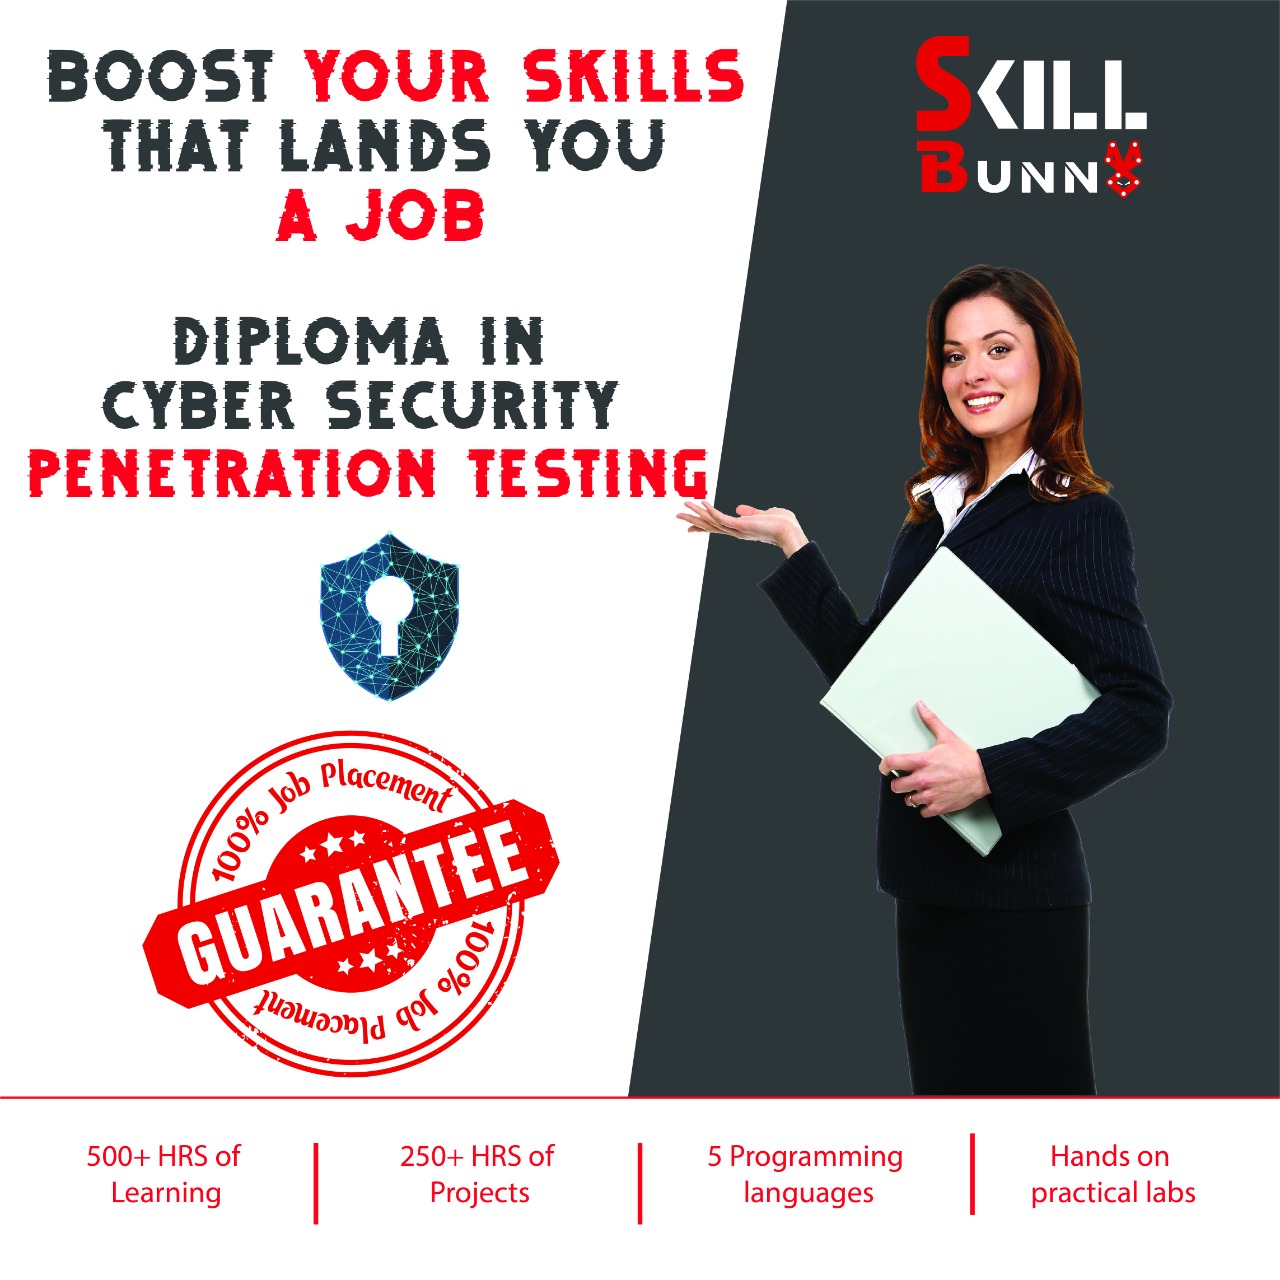 BOOST YOUR SKILLS
THAT LANDS YOU
A JOB
SKILL
BUNNY
DIPLOMA IN
CYBER SECURITY
PENETRATION TESTING
100% Job Placement
GUARANTEE
100% Job Placement
500+ HRS of
Learning
250+ HRS of
Projects
5 Programming
languages
Hands on
practical labs